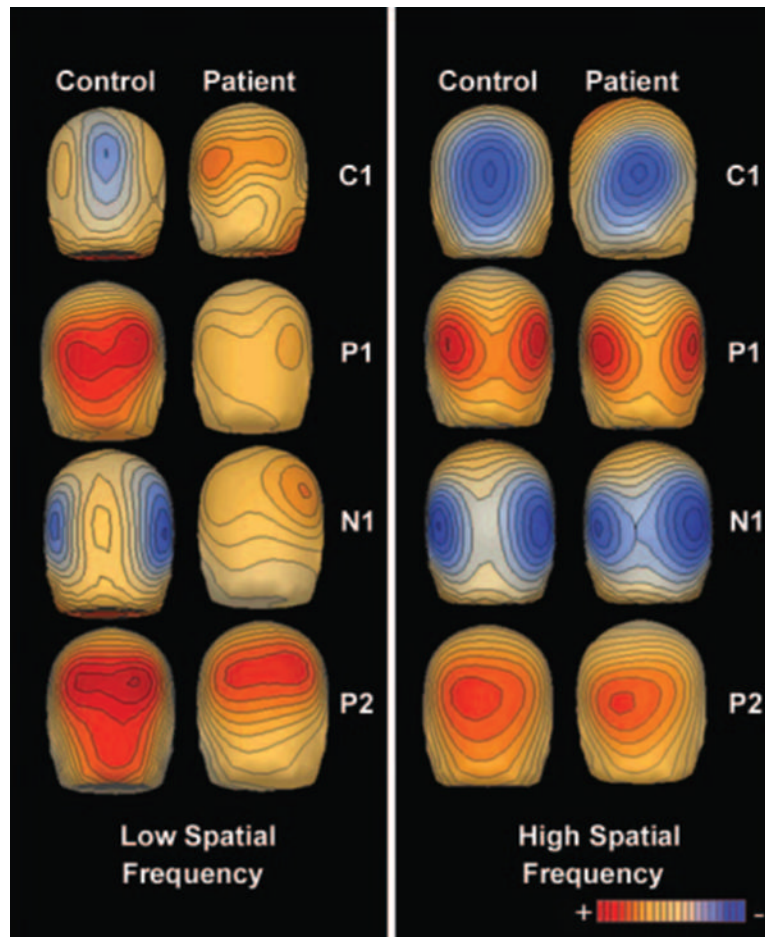 Control Patient Control Patient
C1 C1
P1 P1
N1 N1
P2 P2
Low Spatial
Frequency
High Spatial
Frequency
+ -